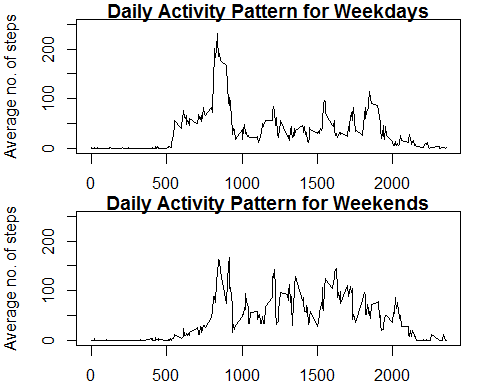 Daily Activity Pattern for Weekdays
Average no. of steps
200
100
0
0 500 1000 1500 2000
Daily Activity Pattern for Weekends
Average no. of steps
200
100
0
0 500 1000 1500 2000